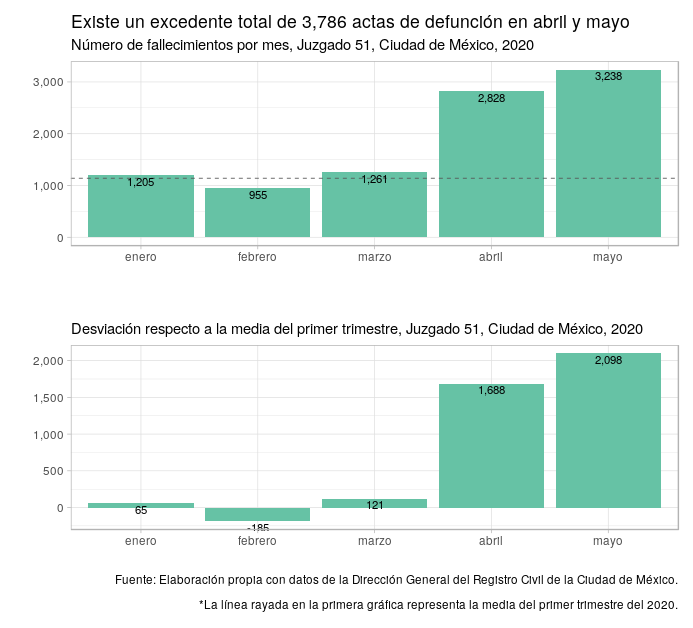 Existe un excedente total de 3,786 actas de defunción en abril y mayo
Número de fallecimientos por mes, Juzgado 51, Ciudad de México, 2020
3,000
2,000
1,000
0
1,205
955
1,261
2,828
3,238
enero
febrero
marzo
abril
mayo
Desviación respecto a la media del primer trimestre, Juzgado 51, Ciudad de México, 2020
2,000
1,500
1,000
500
0
65
-185
121
1,688
2,098
enero
febrero
marzo
abril
mayo
Fuente: Elaboración propia con datos de la Dirección General del Registro Civil de la Ciudad de México.
*La línea rayada en la primera gráfica representa la media del primer trimestre del 2020.